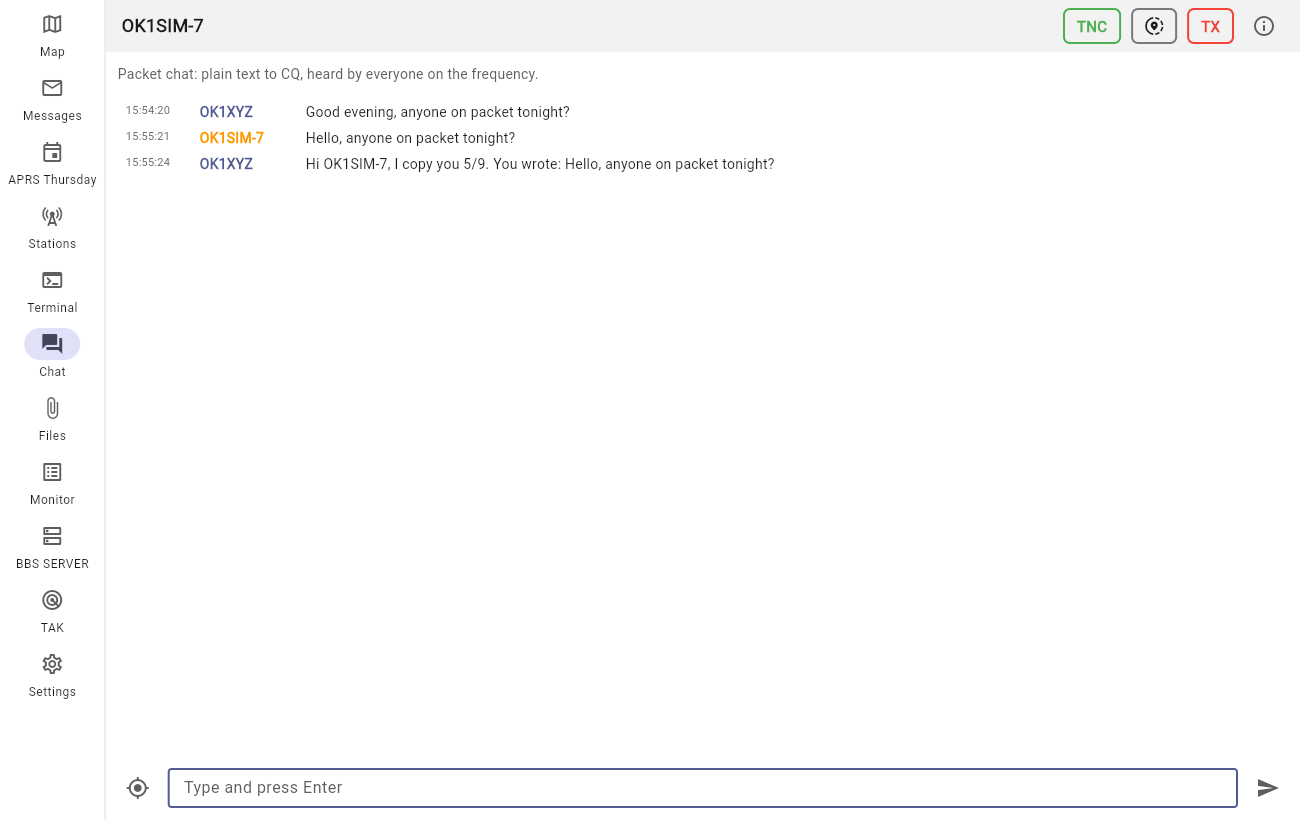 Map
Messages
APRS Thursday
Stations
Terminal
Chat
Files
Monitor
BBS SERVER
TAK
Settings
OK1SIM-7
TNC
TX
Packet chat: plain text to CQ, heard by everyone on the frequency.
15:54:20 OK1XYZ Good evening, anyone on packet tonight?
15:55:21 OK1SIM-7 Hello, anyone on packet tonight?
15:55:24 OK1XYZ Hi OK1SIM-7, I copy you 5/9. You wrote: Hello, anyone on packet tonight?
Type and press Enter